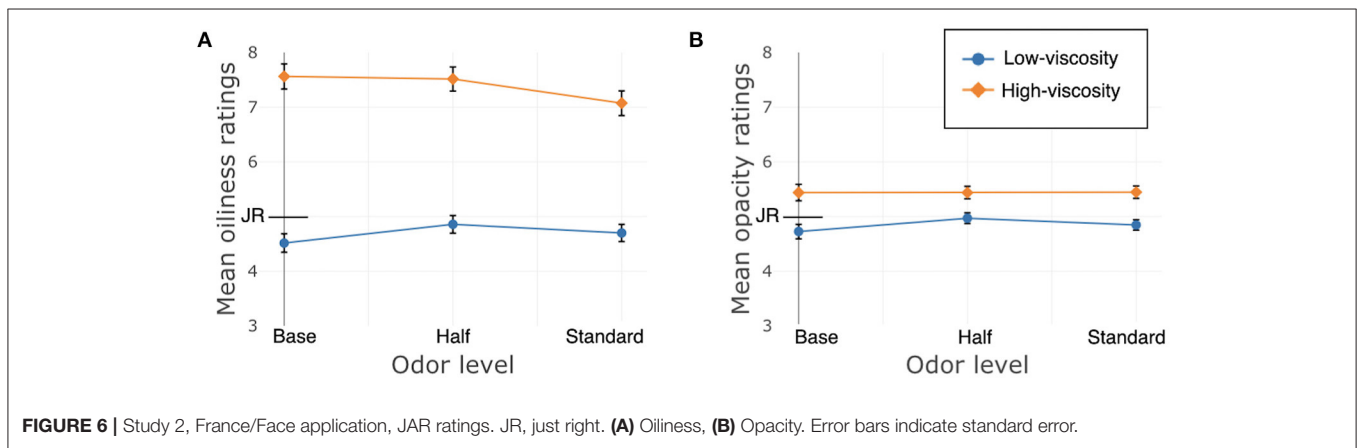 A
Mean oiliness ratings
8
7
6
JR
4
3
Base Half Standard
Odor level
B
Mean opacity ratings
8
7
6
JR
4
3
Base Half Standard
Odor level
Low-viscosity
High-viscosity
FIGURE 6 | Study 2, France/Face application, JAR ratings. JR, just right. (A) Oiliness, (B) Opacity. Error bars indicate standard error.